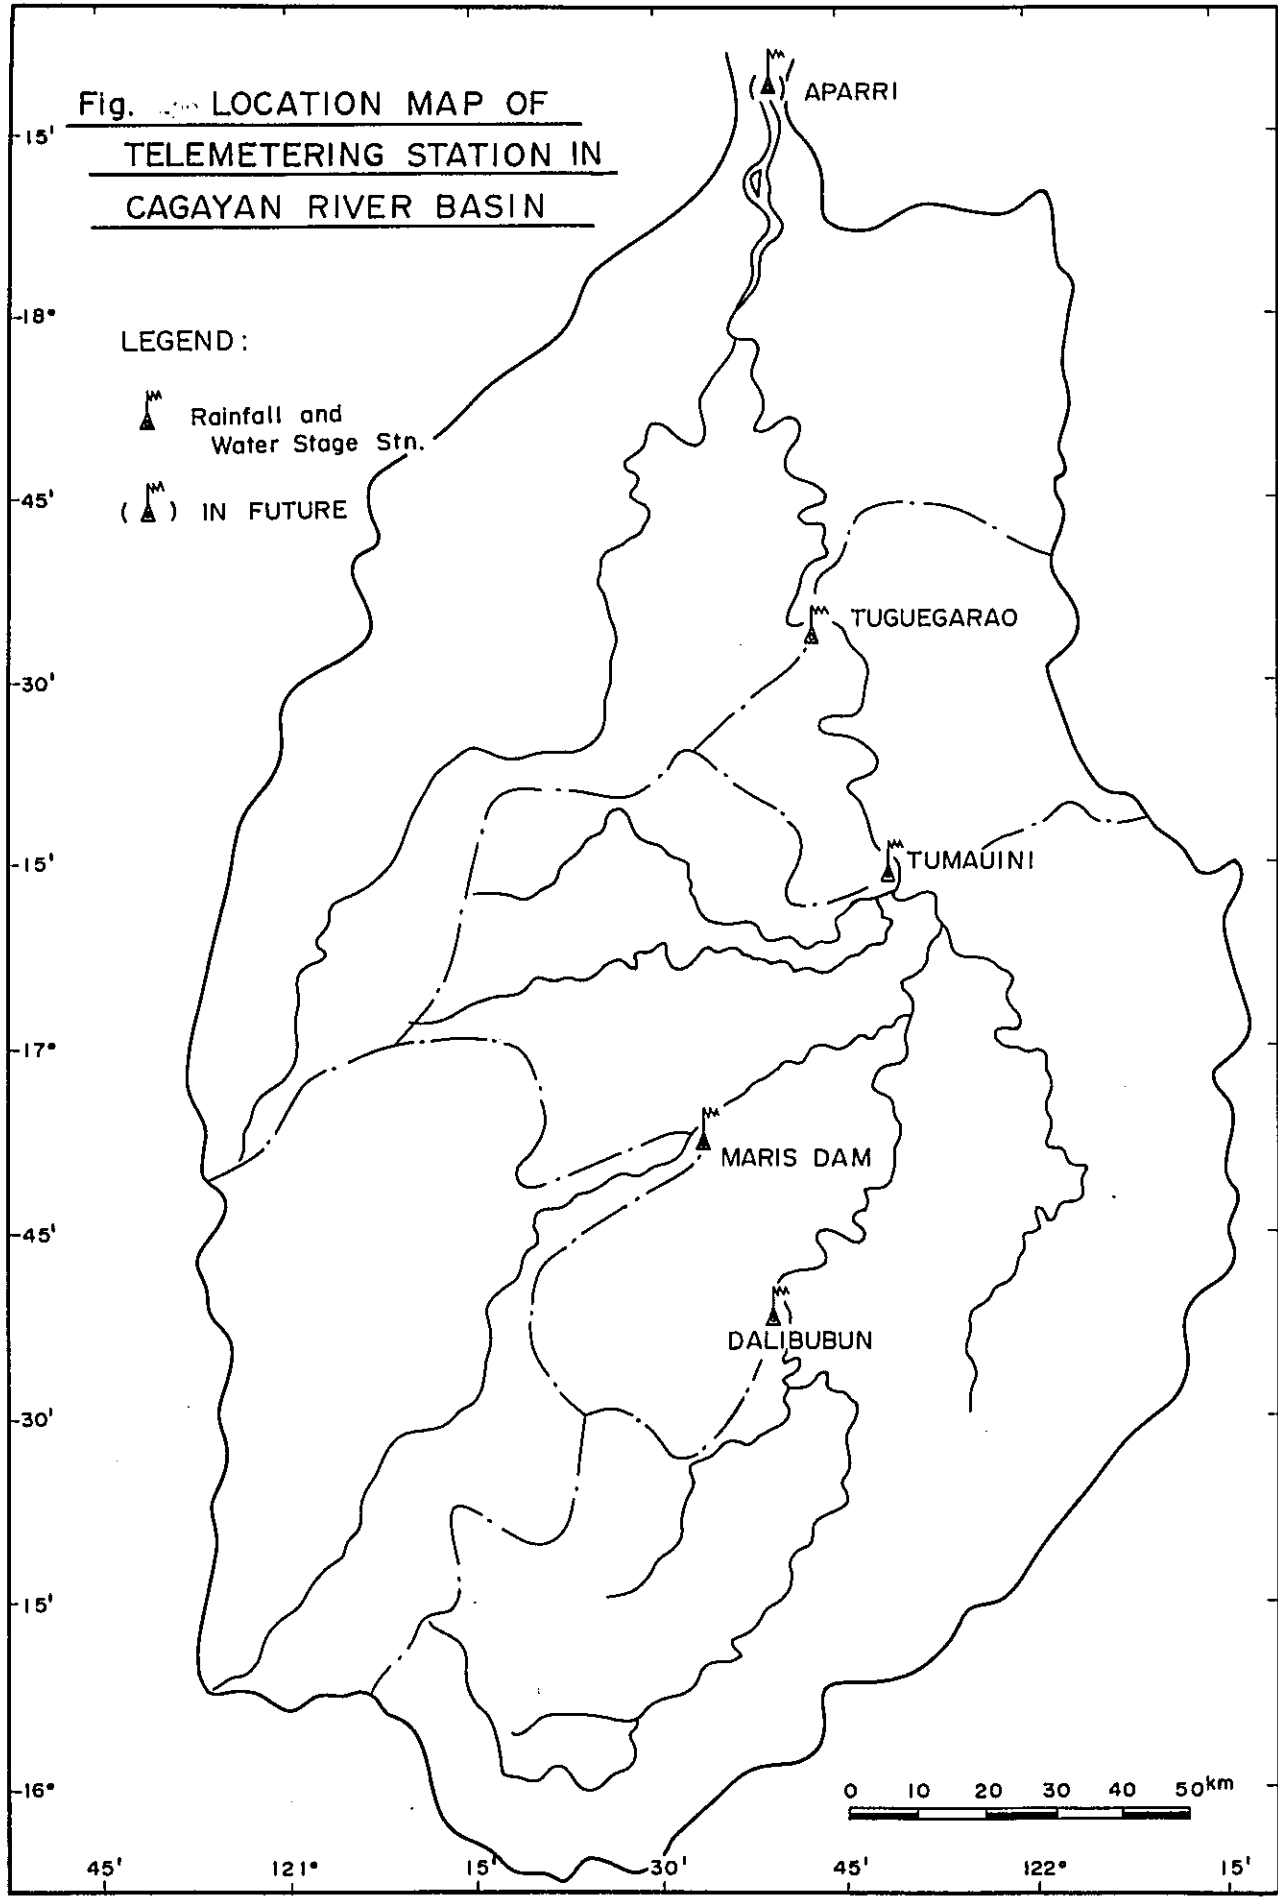 Fig. LOCATION MAP OF
TELEMETERING STATION IN
CAGAYAN RIVER BASIN
LEGEND:
Rainfall and
Water Stage Stn.
( ) IN FUTURE
( ) APARRI
TUGUEGARAO
TUMAUINI
MARIS DAM
DALIBUBUN
15'
18°
45'
30'
15'
17°
45'
30'
15'
16°
0 10 20 30 40 50km
45' 121° 15' 30' 45' 122° 15'